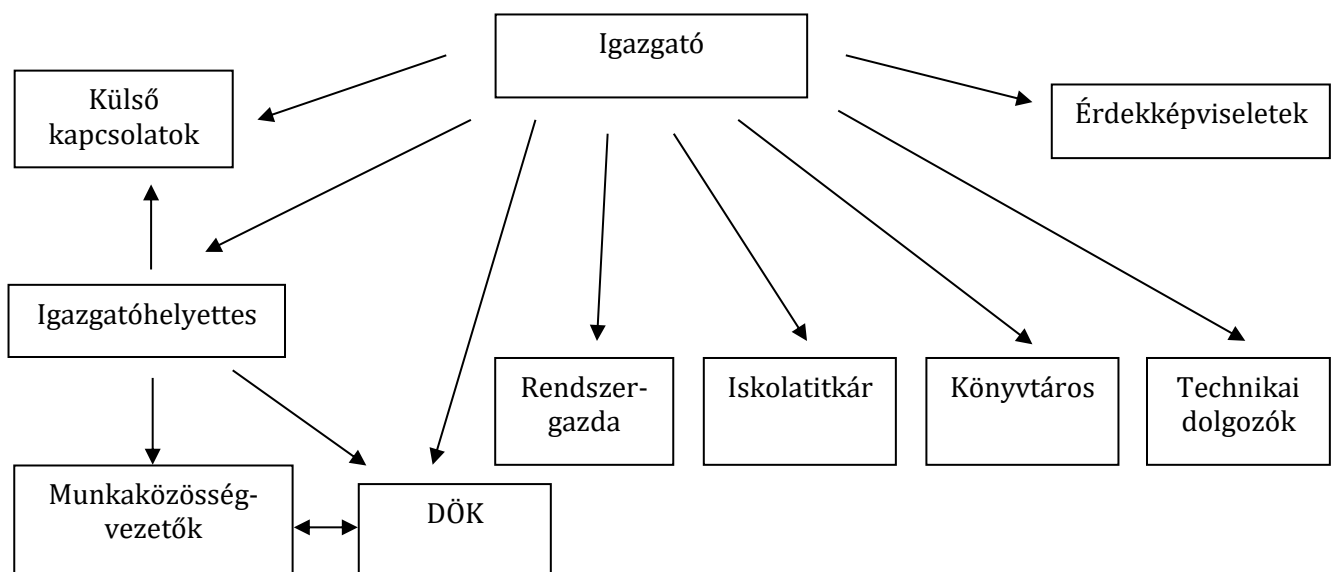 Igazgató
Külső
kapcsolatok
Érdekképviseletek
Igazgatóhelyettes
Rendszer-
gazda
Iskolatitkár
Könyvtáros
Technikai
dolgozók
Munkaközösség-
vezetők
DÖK